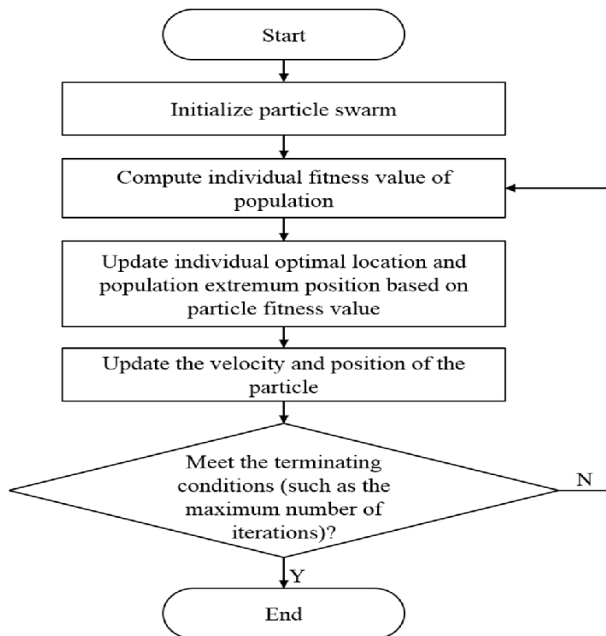 Start
Initialize particle swarm
Compute individual fitness value of
population
Update individual optimal location and
population extremum position based on
particle fitness value
Update the velocity and position of the
particle
Meet the terminating
conditions (such as the
maximum number of
iterations)?
N
Y
End